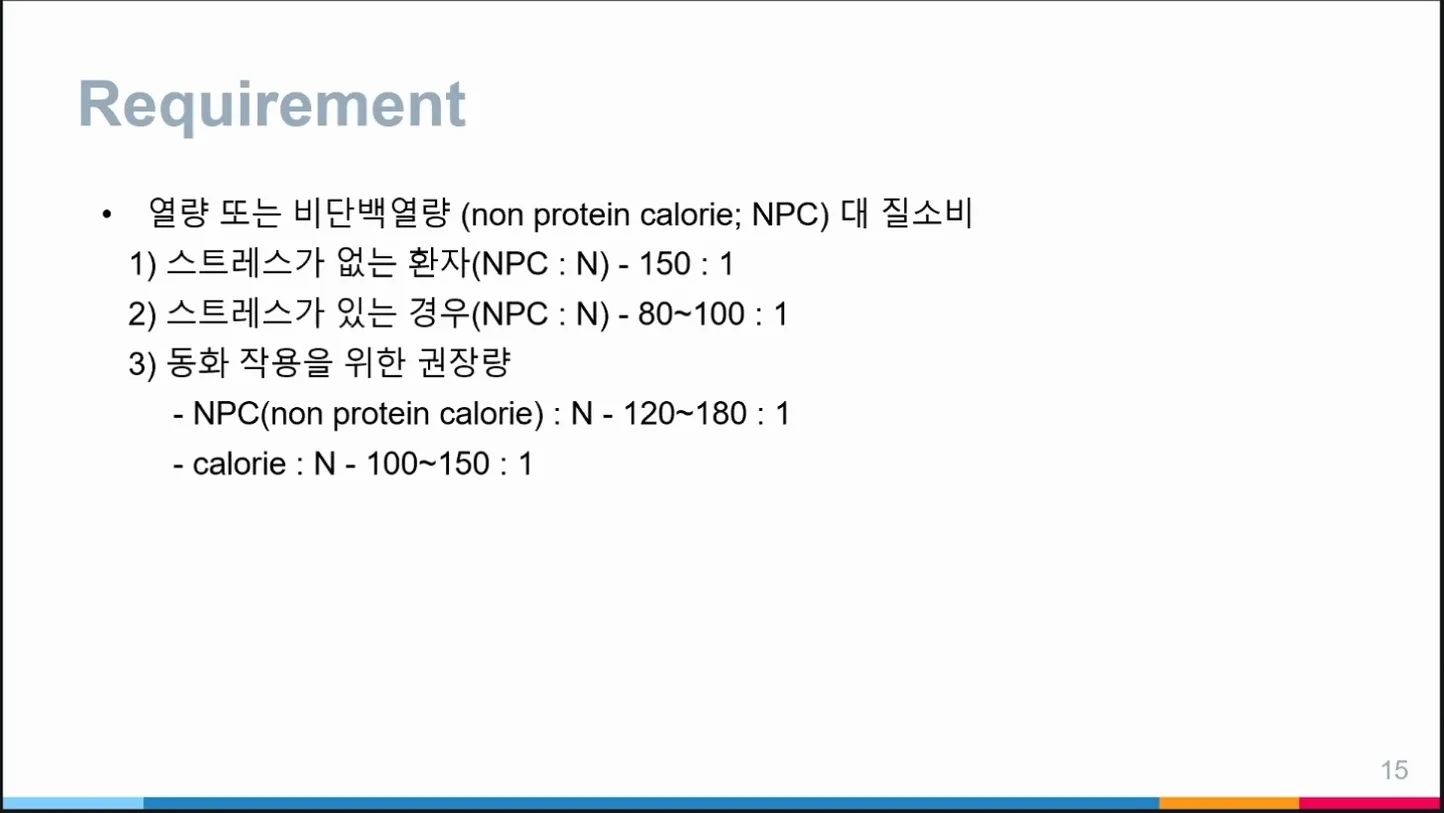 Requirement
• 열량 또는 비단백열량 (non protein calorie; NPC) 대 질소비
1) 스트레스가 없는 환자(NPC : N) - 150 : 1
2) 스트레스가 있는 경우(NPC : N) - 80~100 : 1
3) 동화 작용을 위한 권장량
- NPC(non protein calorie) : N - 120~180 : 1
- calorie : N - 100~150 : 1
15